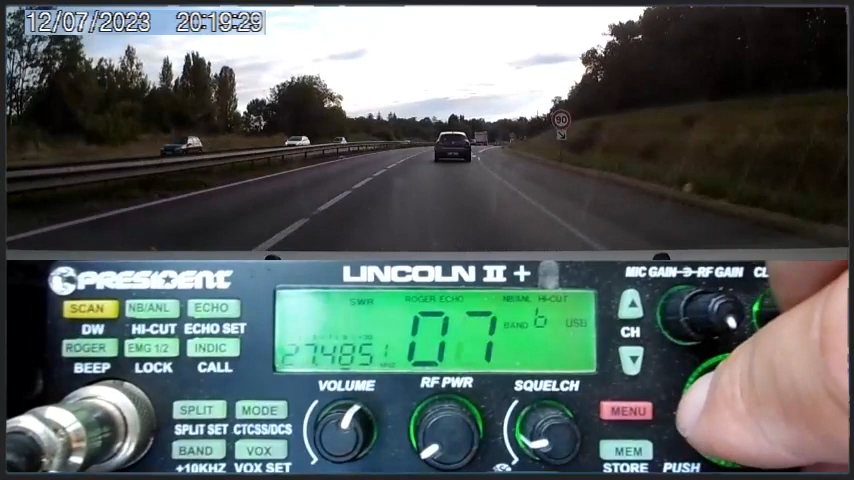 12/07/2023 20:19:29
90
PRESIDENT
LINCOLN II +
MIC GAIN RF GAIN CL
SCAN NB/ANL ECHO
DW HI-CUT ECHO SET
ROGER EMG 1/2 INDIC
BEEP LOCK CALL
SWR ROGER ECHO NB/ANL HI-CUT
07 BAND b USB
27.485
CH
VOLUME RF PWR SQUELCH
SPLIT MODE
SPLIT SET CTCSS/DCS
BAND VOX
+10KHZ VOX SET
MENU
MEM
STORE PUSH